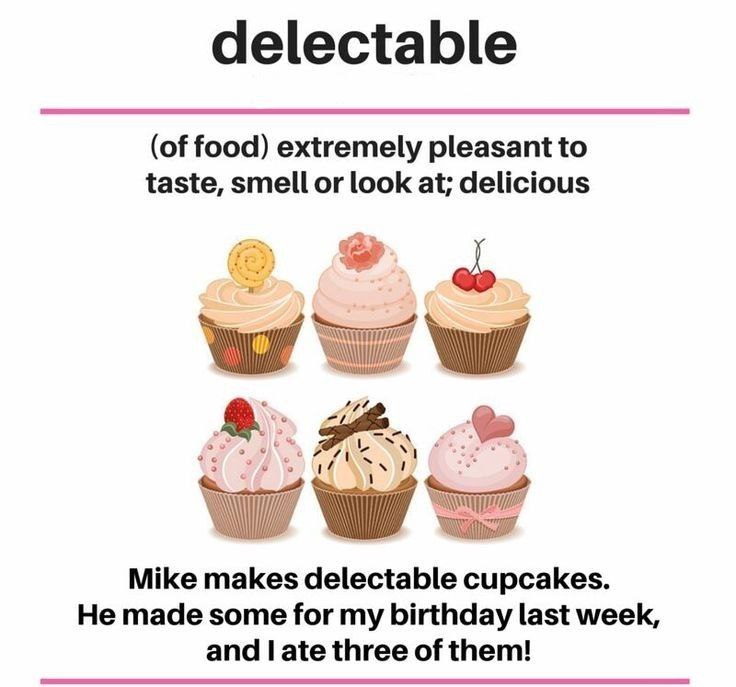 delectable
(of food) extremely pleasant to
taste, smell or look at; delicious
Mike makes delectable cupcakes.
He made some for my birthday last week,
and I ate three of them!